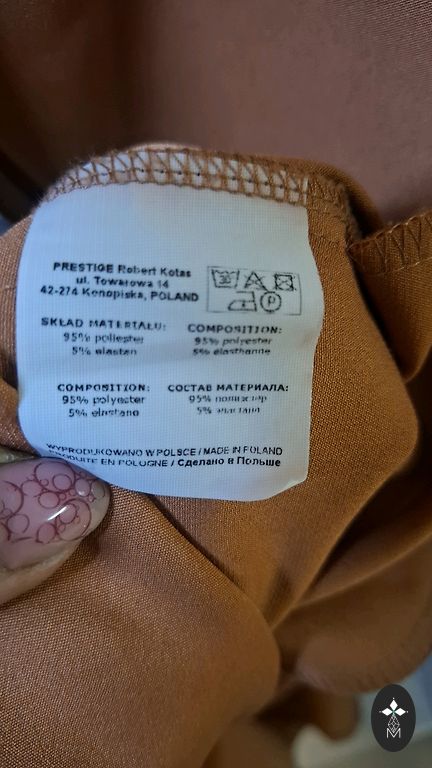 PRESTIGE Robert Kotas
ul. Towarowa 14
42-274 Konopiska, POLAND
30
P
SKŁAD MATERIAŁU:
95% poliester
5% elastan
COMPOSITION:
95% polyester
5% elasthanne
COMPOSITION:
95% polyester
5% elastano
СОСТАВ МАТЕРИАЛА:
95% полиэстер
5% эластан
WYPRODUKOWANO W POLSCE / MADE IN POLAND
PRODUITE EN POLOGNE / Сделано в Польше
M